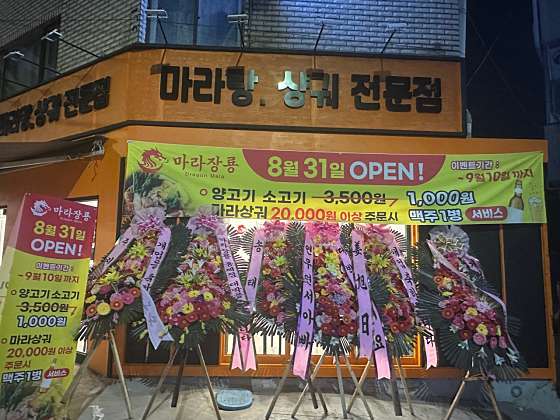 마라탕. 샹궈 전문점
마라탕. 샹궈 전문점
마라장룡
Dragon Mala
8월 31일 OPEN!
이벤트기간 :
~9월 10일 까지
양고기 소고기 3,500원 1,000원
마라샹궈 20,000원 이상 주문시 맥주1병 서비스
마라장룡
8월 31일
OPEN!
이벤트기간 :
~9월 10일 까지
양고기 소고기
3,500원
1,000원
마라샹궈
20,000원 이상
주문시
맥주1병 서비스